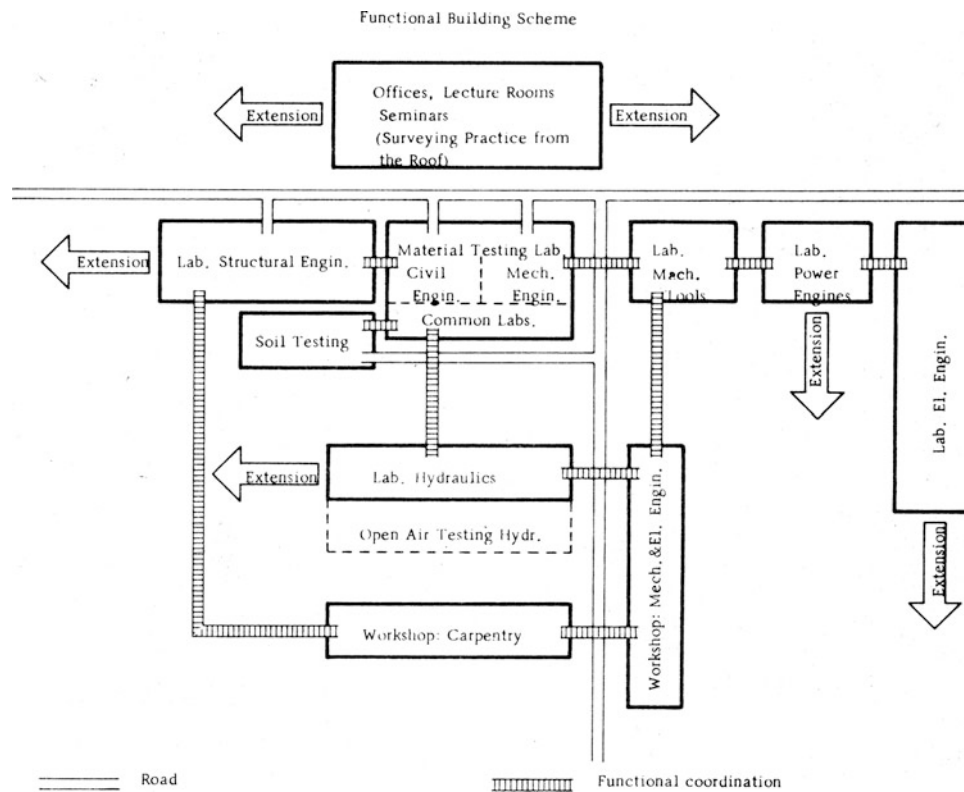 Functional Building Scheme
Offices, Lecture Rooms
Seminars
(Surveying Practice from
the Roof)
Extension
Extension
Extension
Lab. Structural Engin.
Material Testing Lab.
Civil
Engin.
Mech.
Engin.
Common Labs.
Lab.
Mach.
Tools
Lab.
Power
Engines
Lab. El. Engin.
Soil Testing
Extension
Extension
Lab. Hydraulics
Open Air Testing Hydr.
Workshop: Mech.&El. Engin.
Extension
Workshop: Carpentry
Road
Functional coordination